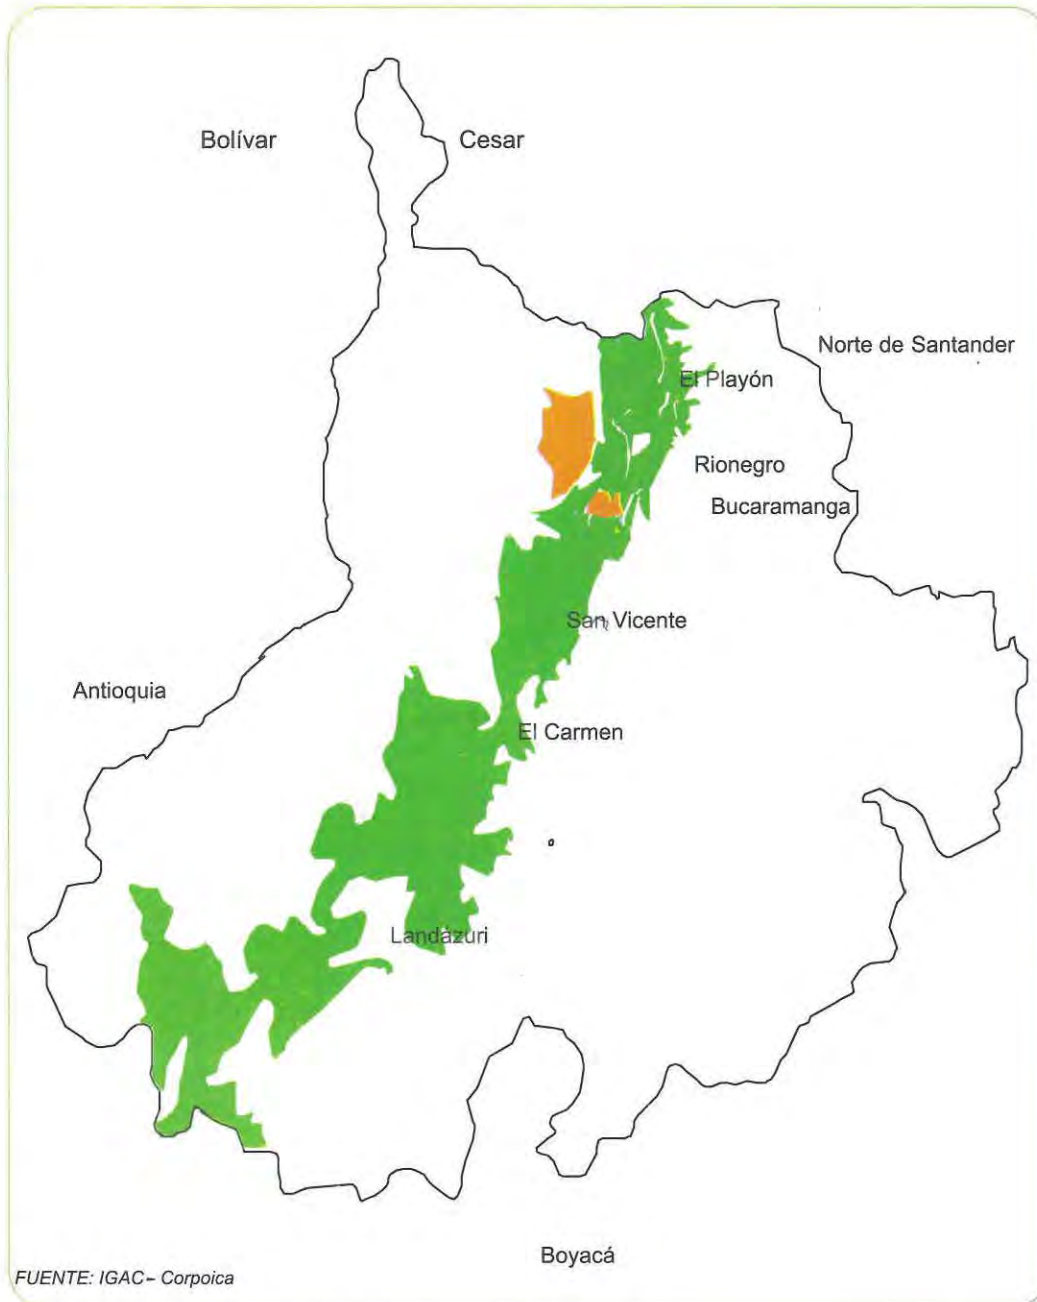 Bolívar
Cesar
Norte de Santander
El Playón
Rionegro
Bucaramanga
San Vicente
Antioquia
El Carmen
Landázuri
Boyacá
FUENTE: IGAC- Corpoica